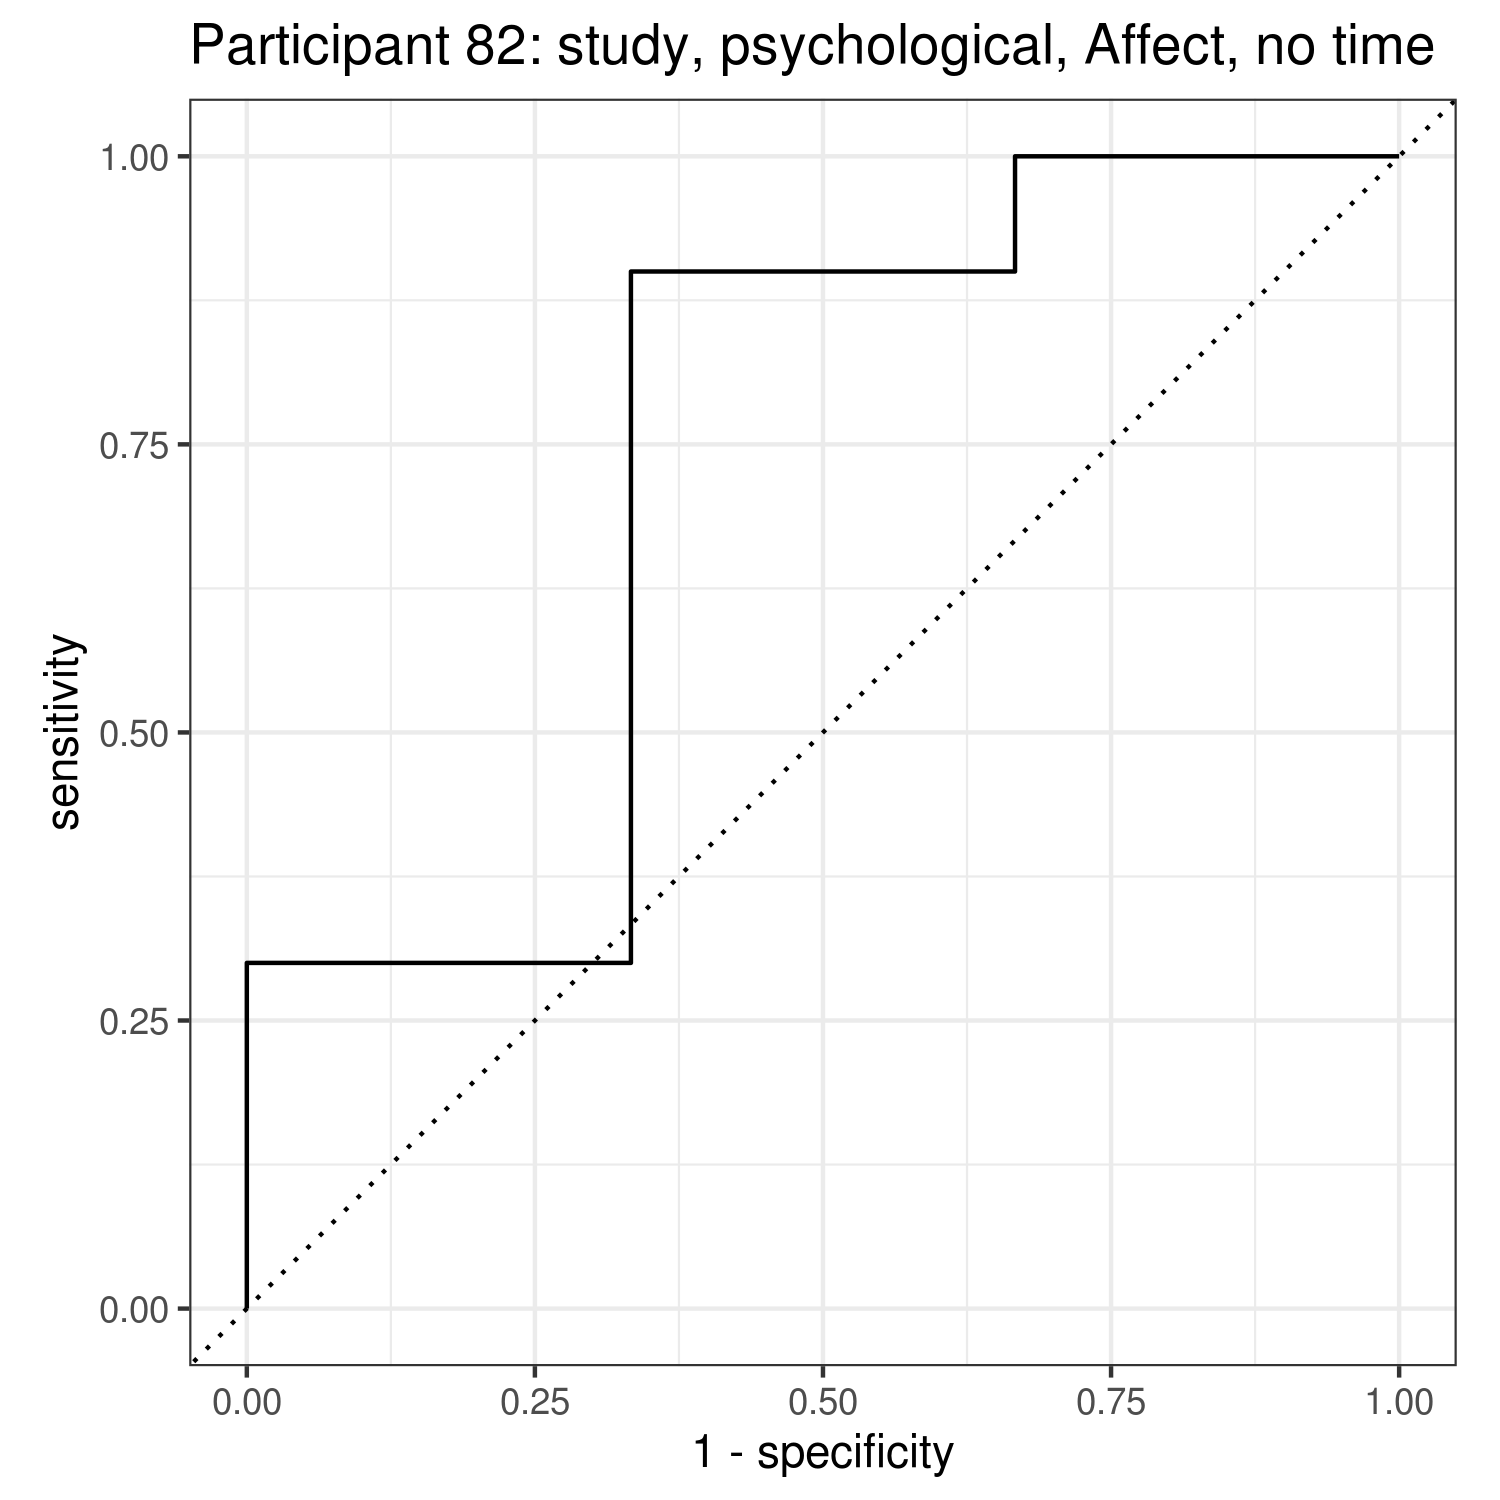 Participant 82: study, psychological, Affect, no time
1.00
0.75
0.50
0.25
0.00
sensitivity
0.00 0.25 0.50 0.75 1.00
1 - specificity